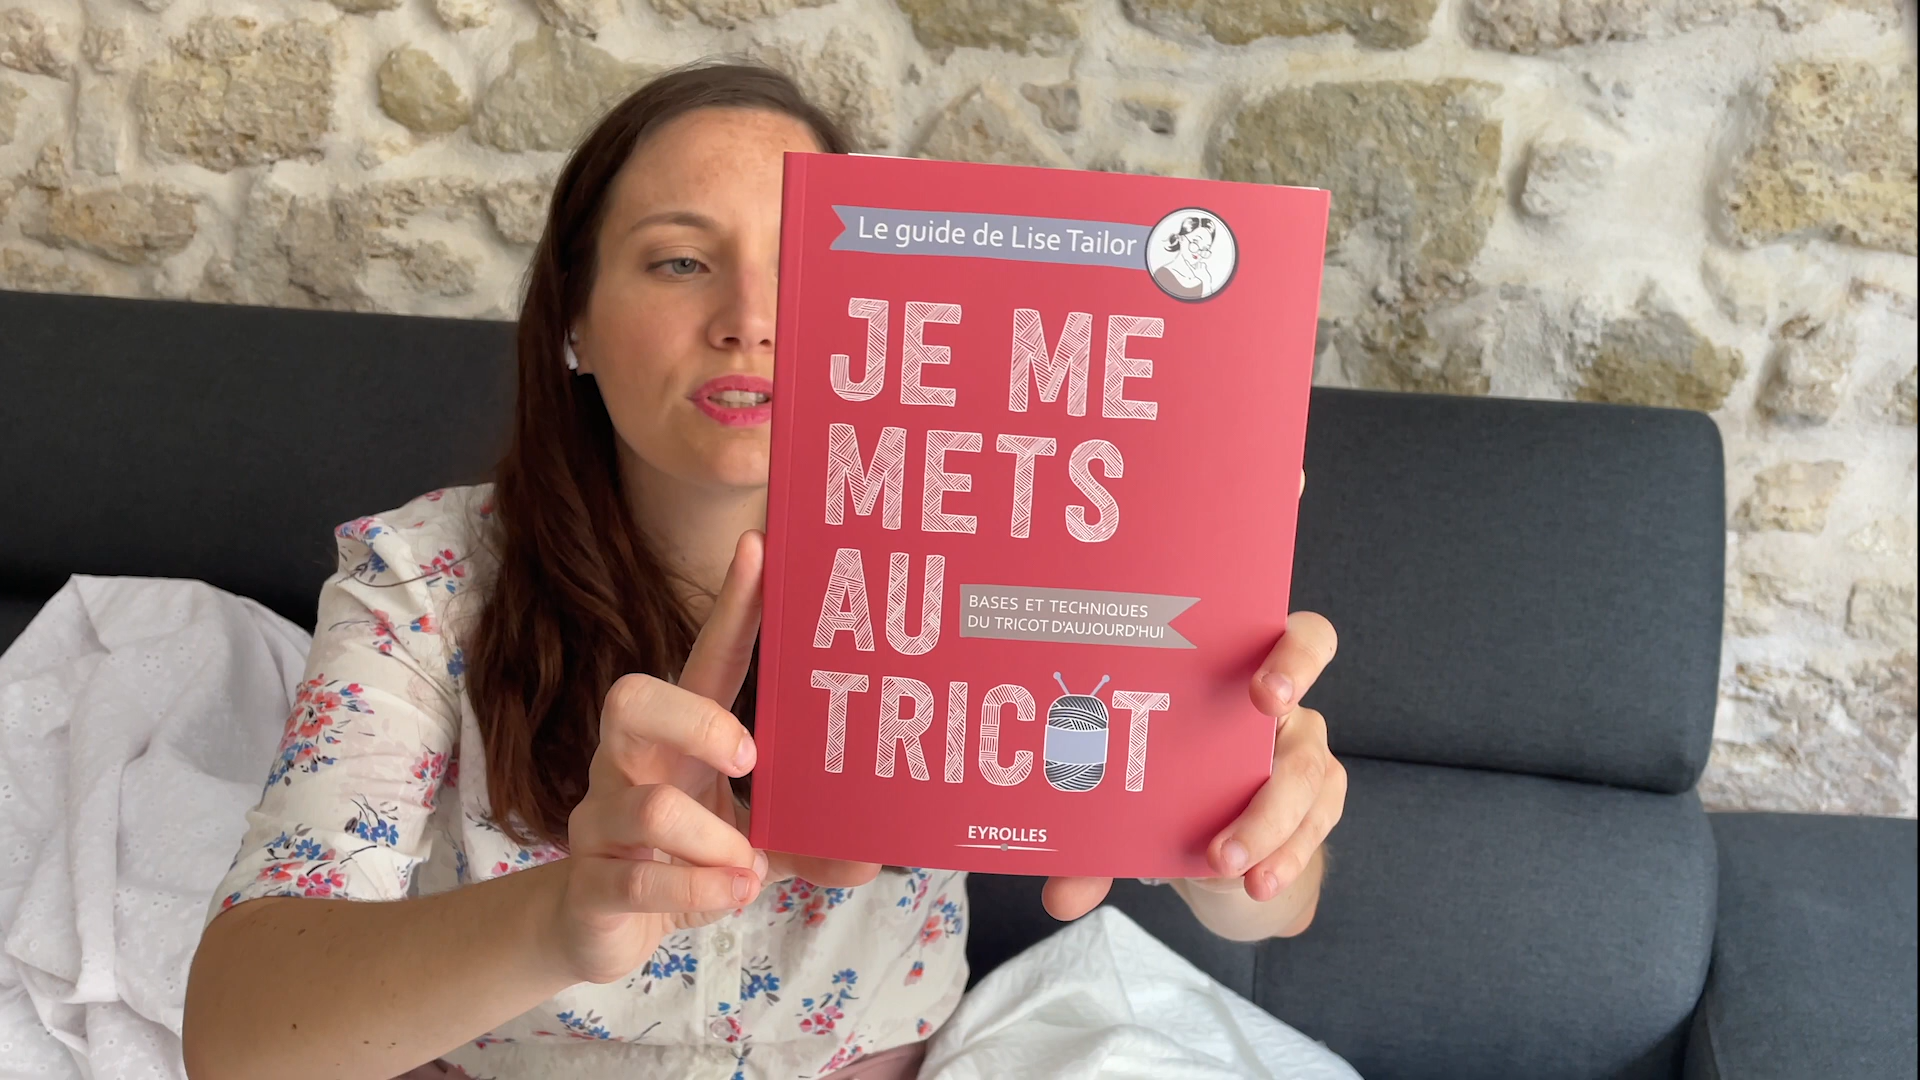 Le guide de Lise Tailor
JE ME
METS
AU
BASES ET TECHNIQUES
DU TRICOT D'AUJOURD'HUI
TRICOT
EYROLLES